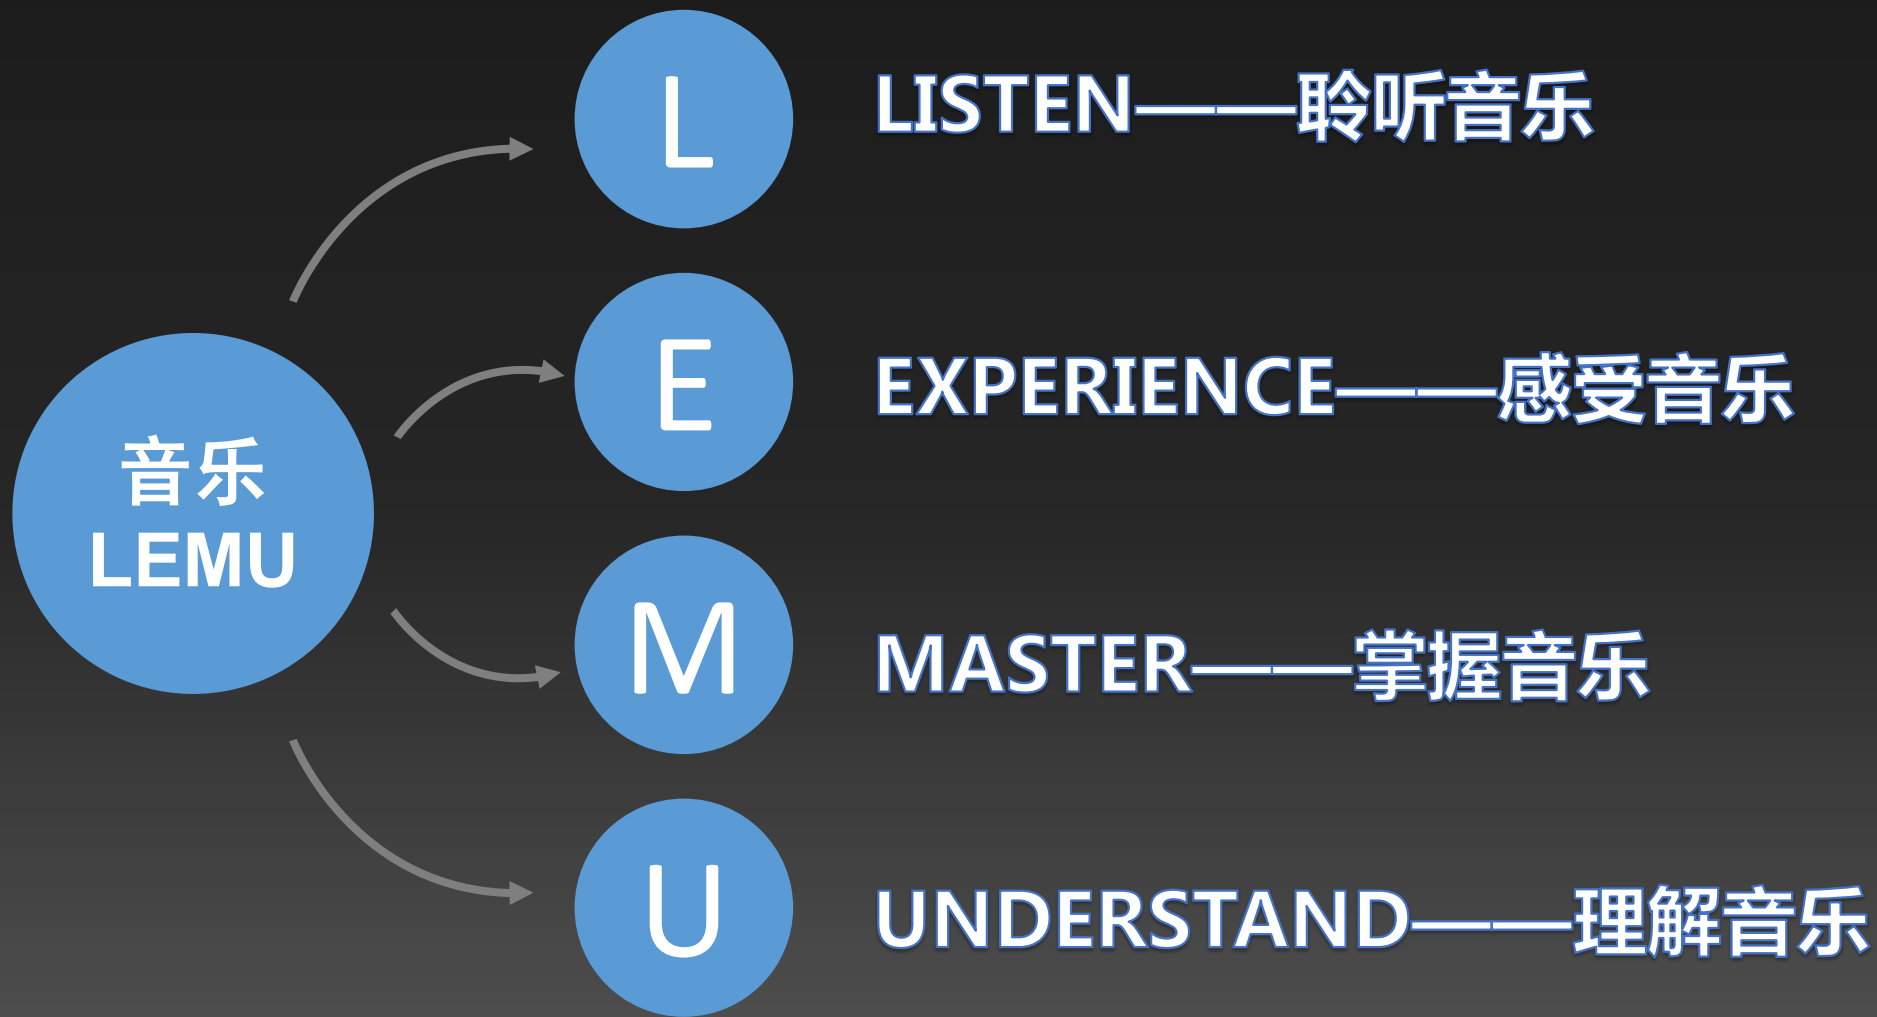 音乐
LEMU
L
LISTEN——聆听音乐
E
EXPERIENCE——感受音乐
M
MASTER——掌握音乐
U
UNDERSTAND——理解音乐